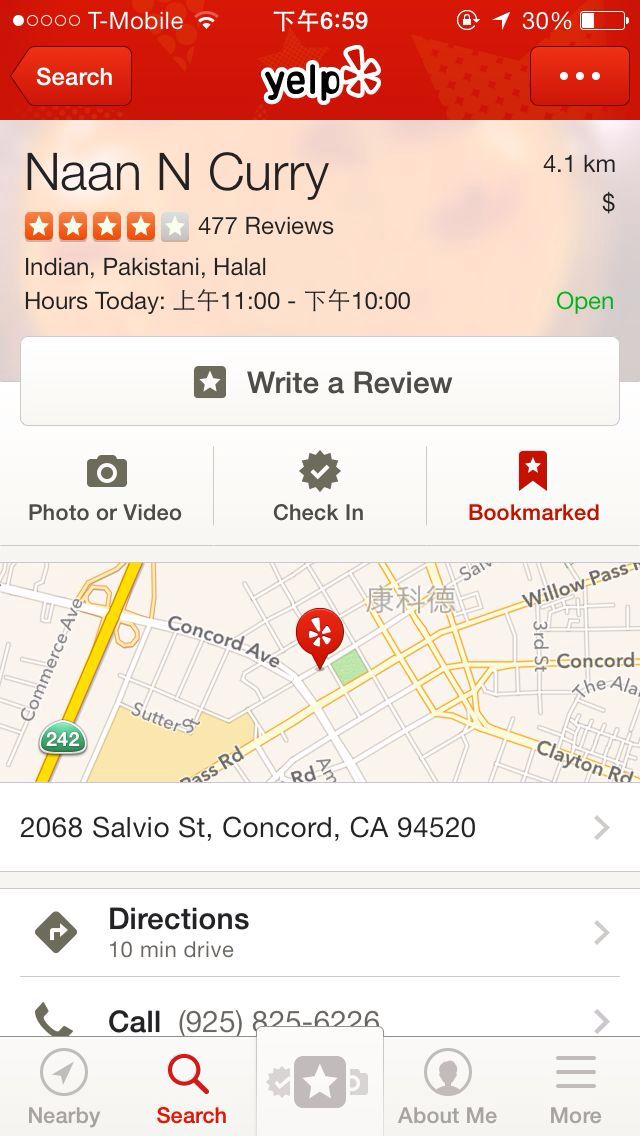 T-Mobile 下午6:59 30%
Search yelp
Naan N Curry 4.1 km
$
477 Reviews
Indian, Pakistani, Halal
Hours Today: 上午11:00 - 下午10:00 Open
Write a Review
Photo or Video Check In Bookmarked
康科德
Willow Pass R
Concord Ave
Commerce Ave
3rd St
Concord
The Ala
Sutter St
242
Pass Rd
Rd
Clayton Rd
2068 Salvio St, Concord, CA 94520
Directions
10 min drive
Call (925) 825-6226
Nearby Search About Me More